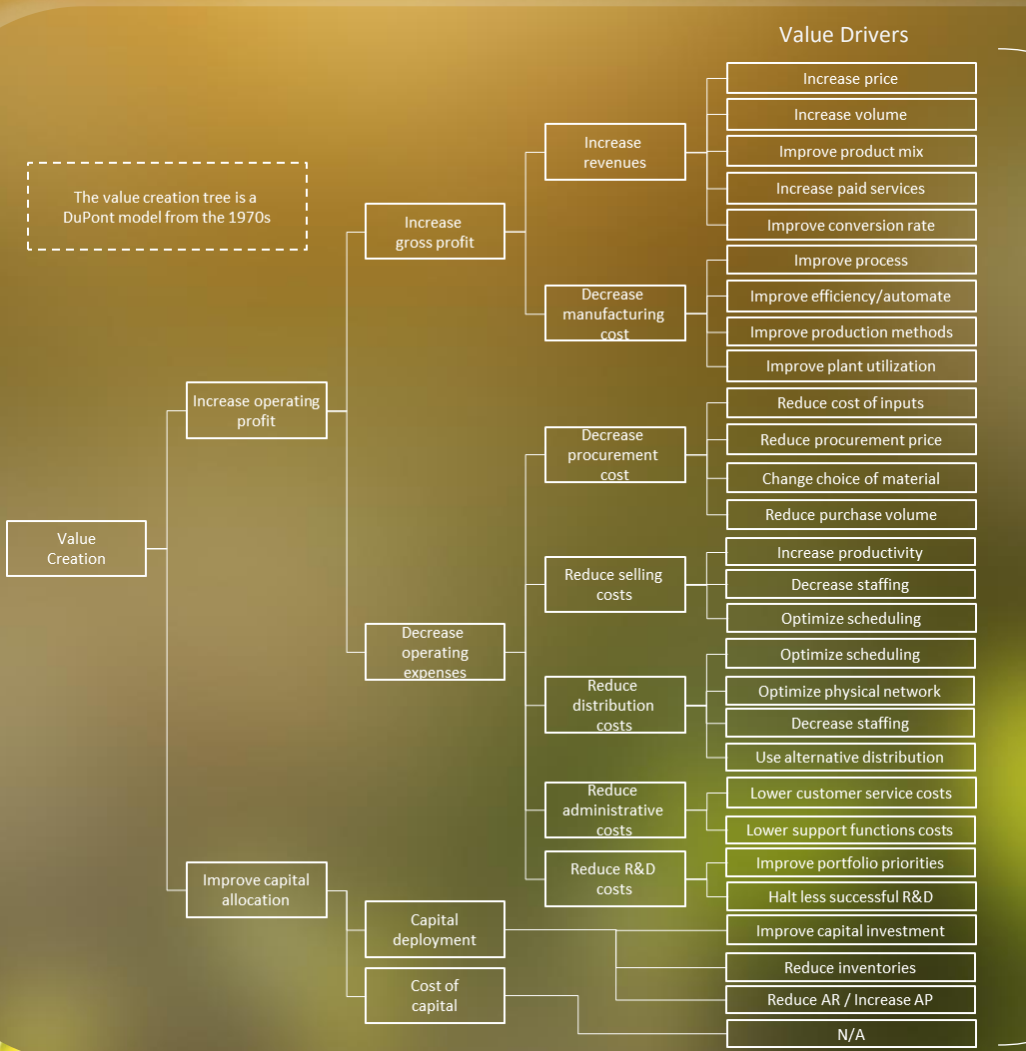 Value Drivers
The value creation tree is a
DuPont model from the 1970s
Value
Creation
Increase operating
profit
Improve capital
allocation
Increase
gross profit
Decrease
operating
expenses
Capital
deployment
Cost of
capital
Increase
revenues
Decrease
manufacturing
cost
Decrease
procurement
cost
Reduce selling
costs
Reduce
distribution
costs
Reduce
administrative
costs
Reduce R&D
costs
Increase price
Increase volume
Improve product mix
Increase paid services
Improve conversion rate
Improve process
Improve efficiency/automate
Improve production methods
Improve plant utilization
Reduce cost of inputs
Reduce procurement price
Change choice of material
Reduce purchase volume
Increase productivity
Decrease staffing
Optimize scheduling
Optimize scheduling
Optimize physical network
Decrease staffing
Use alternative distribution
Lower customer service costs
Lower support functions costs
Improve portfolio priorities
Halt less successful R&D
Improve capital investment
Reduce inventories
Reduce AR / Increase AP
N/A